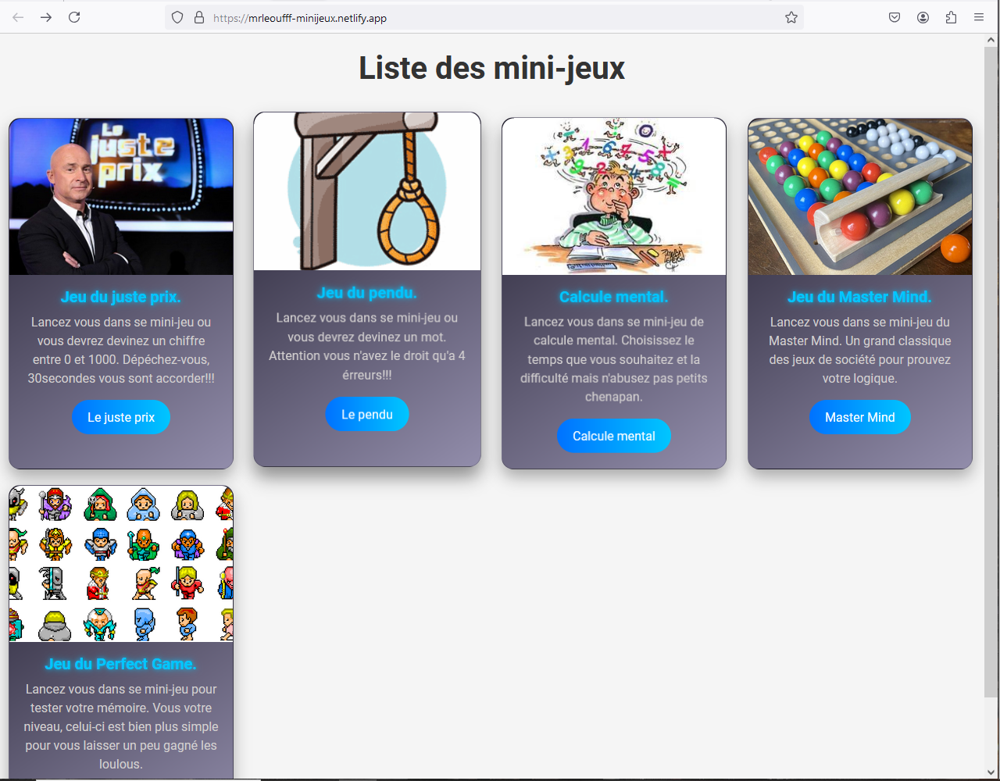 https://mrleoufff-minijeux.netlify.app
Liste des mini-jeux
Le
juste
prix
Jeu du juste prix.
Lancez vous dans se mini-jeu ou
vous devrez devinez un chiffre
entre 0 et 1000. Dépéchez-vous,
30secondes vous sont accorder!!!
Le juste prix
Jeu du pendu.
Lancez vous dans se mini-jeu ou
vous devrez devinez un mot.
Attention vous n'avez le droit qu'a 4
érreurs!!!
Le pendu
Calcule mental.
Lancez vous dans se mini-jeu de
calcule mental. Choisissez le
temps que vous souhaitez et la
difficulté mais n'abusez pas petits
chenapan.
Calcule mental
Jeu du Master Mind.
Lancez vous dans se mini-jeu du
Master Mind. Un grand classique
des jeux de société pour prouvez
votre logique.
Master Mind
Jeu du Perfect Game.
Lancez vous dans se mini-jeu pour
tester votre mémoire. Vous votre
niveau, celui-ci est bien plus simple
pour vous laisser un peu gagné les
loulous.